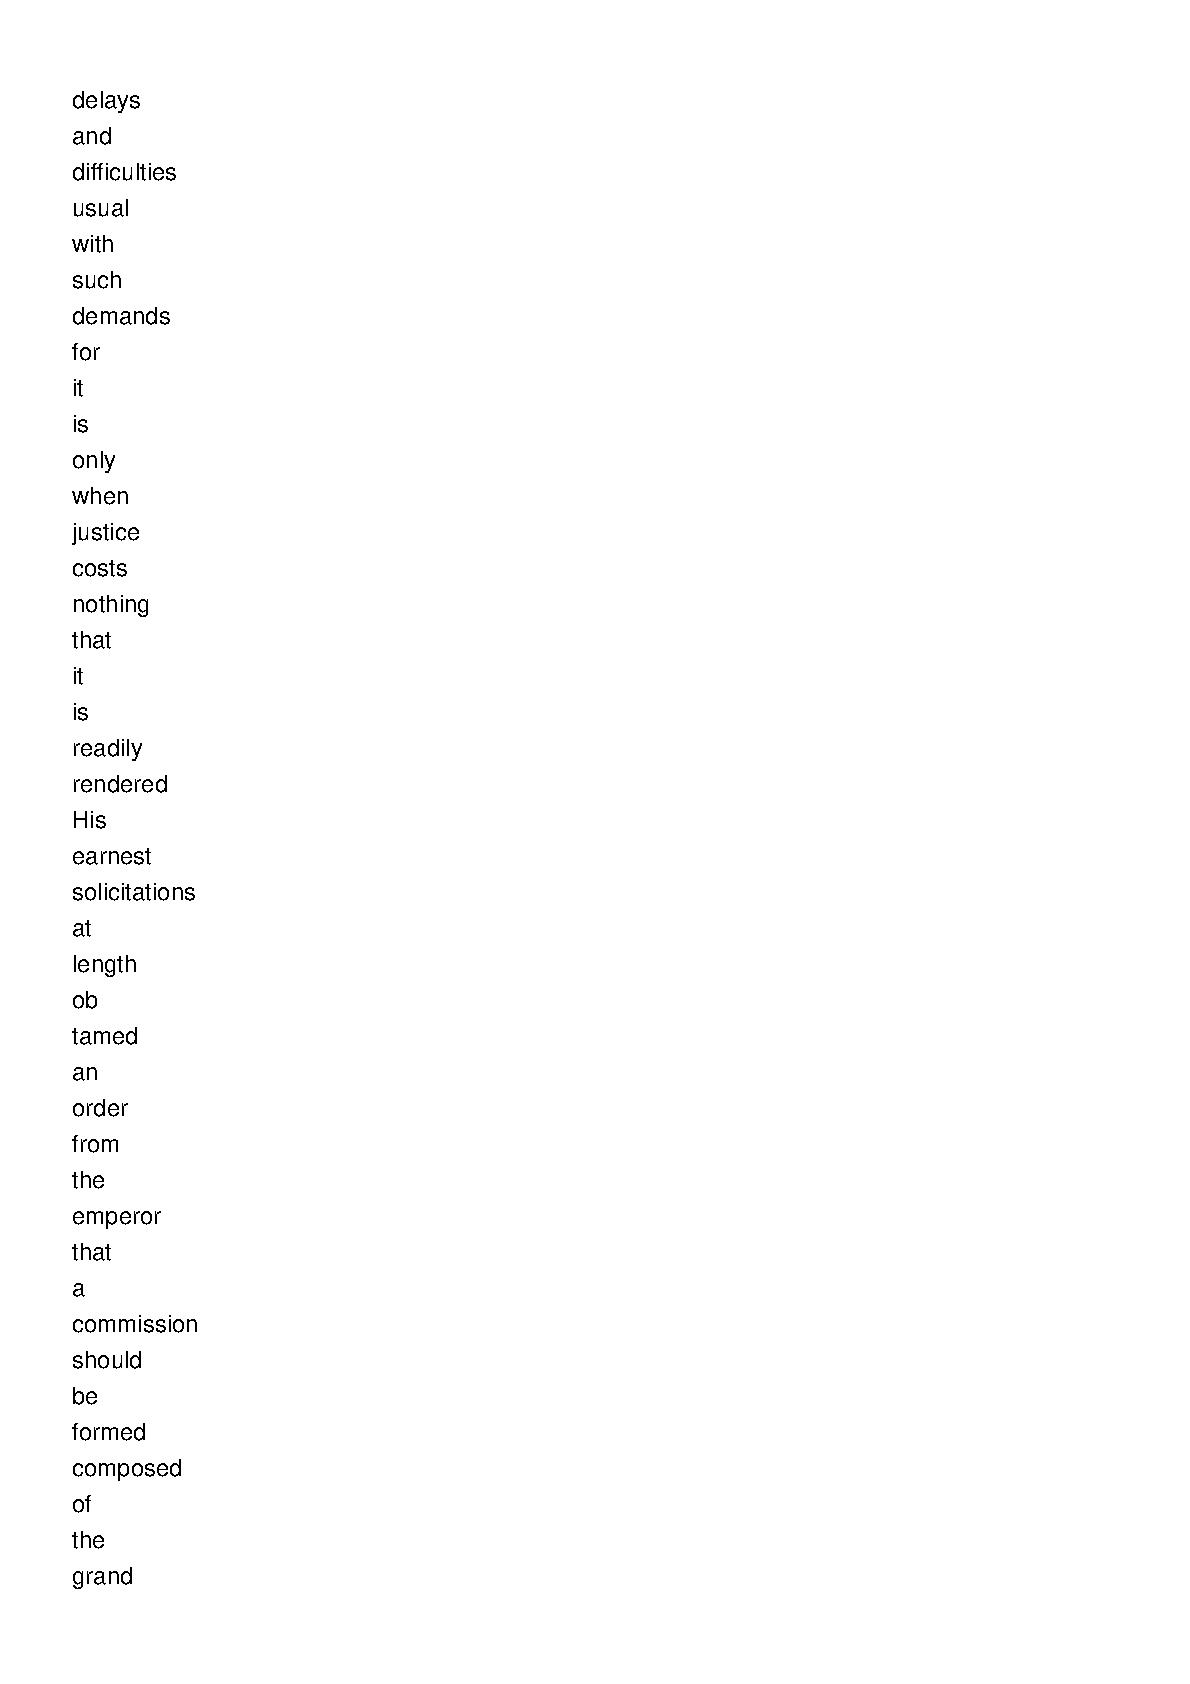 delays
and
difficulties
usual
with
such
demands
for
it
is
only
when
justice
costs
nothing
that
it
is
readily
rendered
His
earnest
solicitations
at
length
ob
tamed
an
order
from
the
emperor
that
a
commission
should
be
formed
composed
of
the
grand